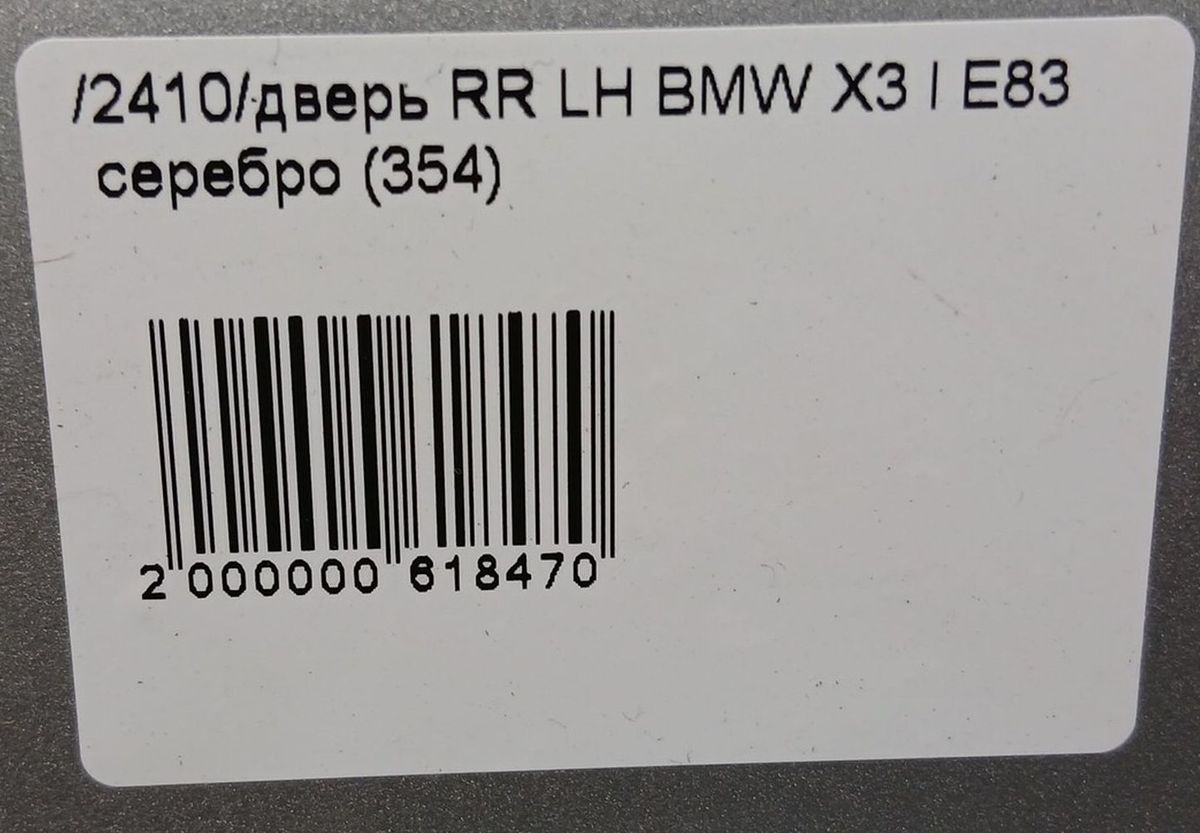 /2410/дверь RR LH BMW X3 I E83
серебро (354)
2 000000 618470